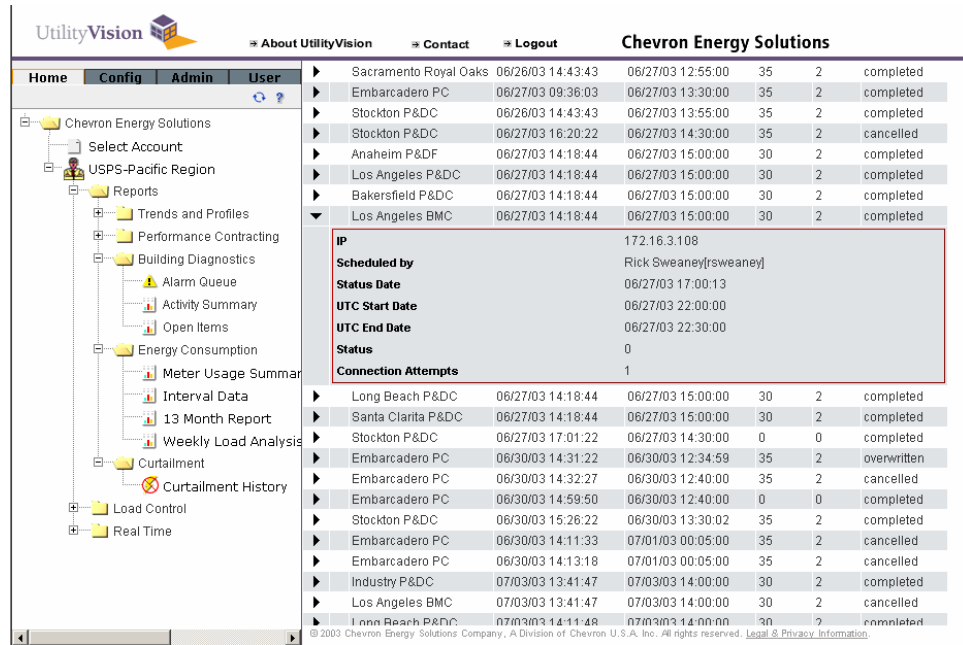 UtilityVision
About UtilityVision Contact Logout Chevron Energy Solutions
Home Config Admin User
?
Chevron Energy Solutions
Select Account
USPS-Pacific Region
Reports
Trends and Profiles
Performance Contracting
Building Diagnostics
Alarm Queue
Activity Summary
Open Items
Energy Consumption
Meter Usage Summar
Interval Data
13 Month Report
Weekly Load Analysis
Curtailment
Curtailment History
Load Control
Real Time
Sacramento Royal Oaks 06/26/03 14:43:43 06/27/03 12:55:00 35 2 completed
Embarcadero PC 06/27/03 09:36:03 06/27/03 13:30:00 35 2 completed
Stockton P&DC 06/26/03 14:43:43 06/27/03 13:55:00 35 2 completed
Stockton P&DC 06/27/03 16:20:22 06/27/03 14:30:00 35 2 cancelled
Anaheim P&DF 06/27/03 14:18:44 06/27/03 15:00:00 30 2 completed
Los Angeles P&DC 06/27/03 14:18:44 06/27/03 15:00:00 30 2 completed
Bakersfield P&DC 06/27/03 14:18:44 06/27/03 15:00:00 30 2 completed
Los Angeles BMC 06/27/03 14:18:44 06/27/03 15:00:00 30 2 completed
IP 172.16.3.108
Scheduled by Rick Sweaney[rsweaney]
Status Date 06/27/03 17:00:13
UTC Start Date 06/27/03 22:00:00
UTC End Date 06/27/03 22:30:00
Status 0
Connection Attempts 1
Long Beach P&DC 06/27/03 14:18:44 06/27/03 15:00:00 30 2 completed
Santa Clarita P&DC 06/27/03 14:18:44 06/27/03 15:00:00 30 2 completed
Stockton P&DC 06/27/03 17:01:22 06/27/03 14:30:00 0 0 completed
Embarcadero PC 06/30/03 14:31:22 06/30/03 12:34:59 35 2 overwritten
Embarcadero PC 06/30/03 14:32:27 06/30/03 12:40:00 35 2 cancelled
Embarcadero PC 06/30/03 14:59:50 06/30/03 12:40:00 0 0 completed
Stockton P&DC 06/30/03 15:26:22 06/30/03 13:30:02 35 2 completed
Embarcadero PC 06/30/03 14:11:33 07/01/03 00:05:00 35 2 cancelled
Embarcadero PC 06/30/03 14:13:18 07/01/03 00:05:00 35 2 cancelled
Industry P&DC 07/03/03 13:41:47 07/03/03 14:00:00 30 2 completed
Los Angeles BMC 07/03/03 13:41:47 07/03/03 14:00:00 30 2 cancelled
Long Beach P&DC 07/03/03 14:11:48 07/03/03 14:00:00 30 2 completed
©2003 Chevron Energy Solutions Company, A Division of Chevron U.S.A. Inc. All rights reserved. Legal & Privacy Information.